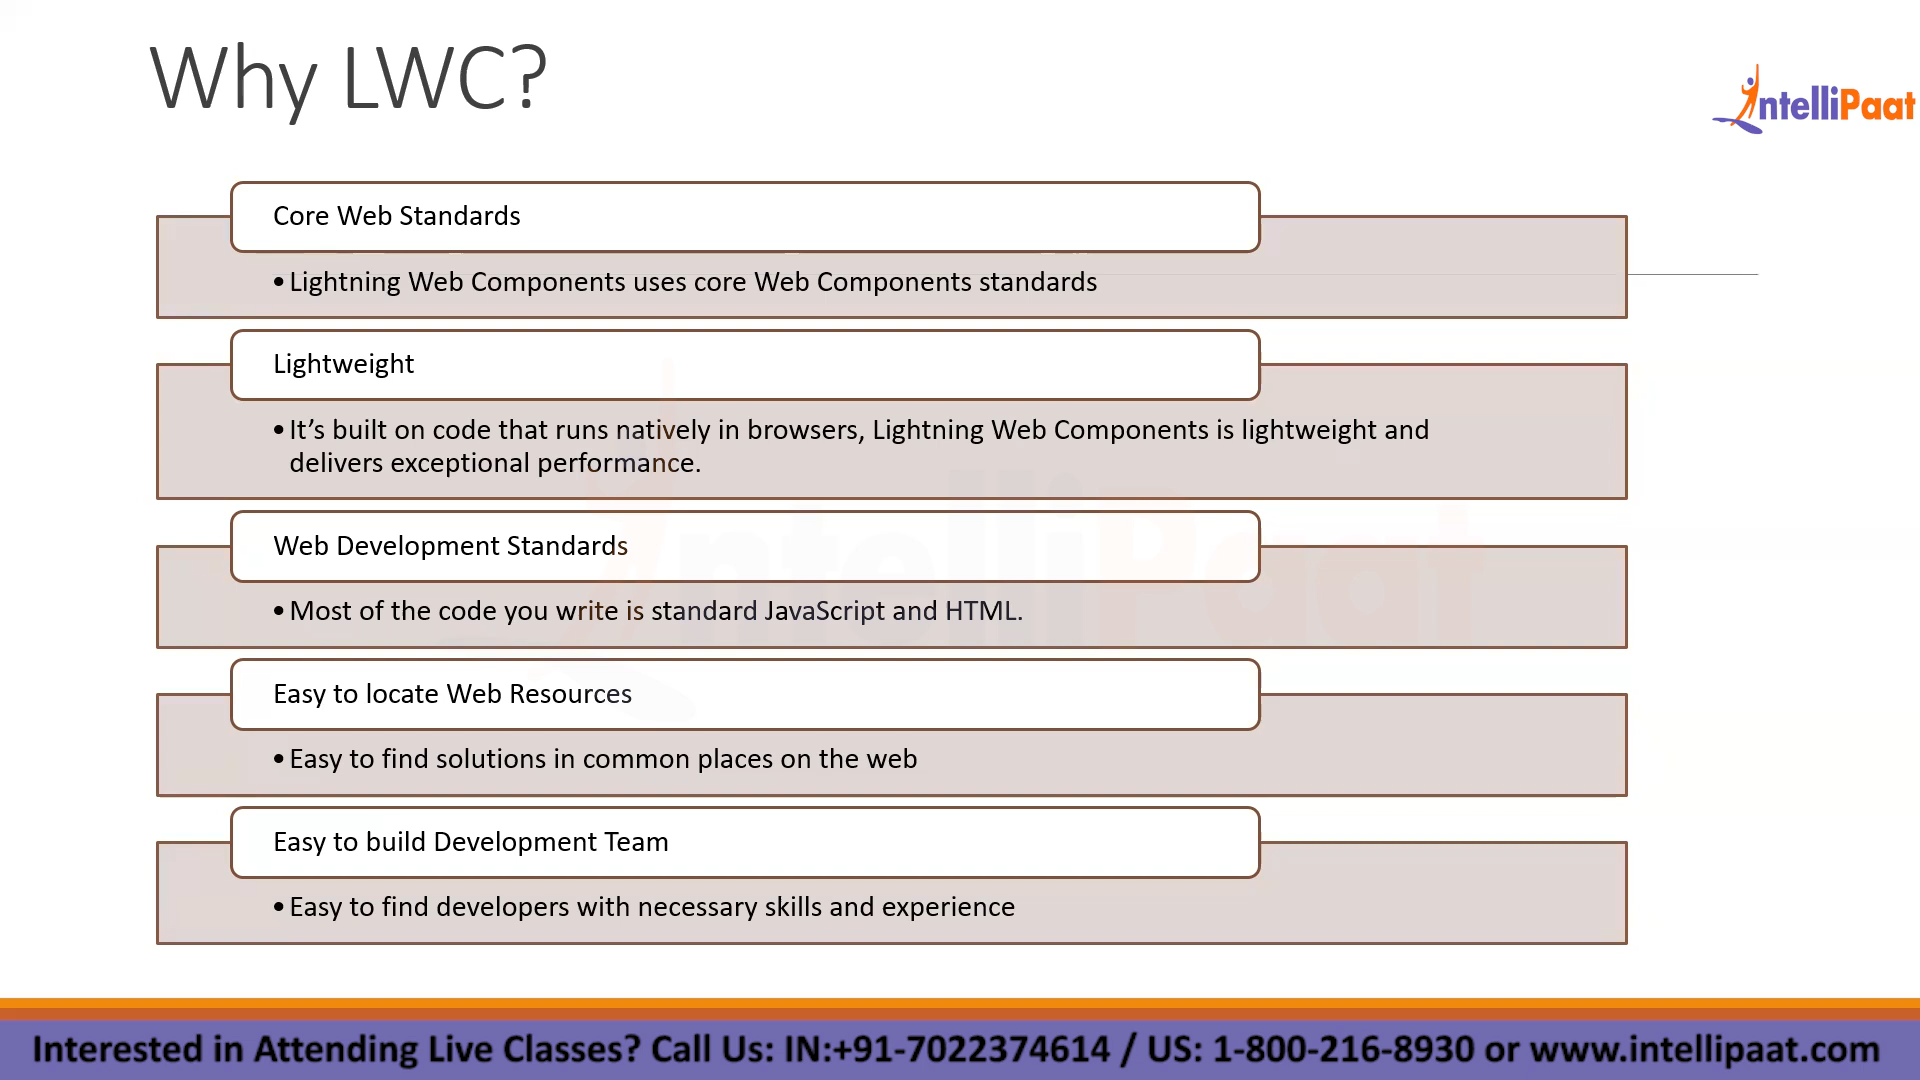 Why LWC?
IntelliPaat
Core Web Standards
•Lightning Web Components uses core Web Components standards
Lightweight
•It’s built on code that runs natively in browsers, Lightning Web Components is lightweight and
delivers exceptional performance.
Web Development Standards
•Most of the code you write is standard JavaScript and HTML.
Easy to locate Web Resources
•Easy to find solutions in common places on the web
Easy to build Development Team
•Easy to find developers with necessary skills and experience
IntelliPaat
Interested in Attending Live Classes? Call Us: IN:+91-7022374614 / US: 1-800-216-8930 or www.intellipaat.com